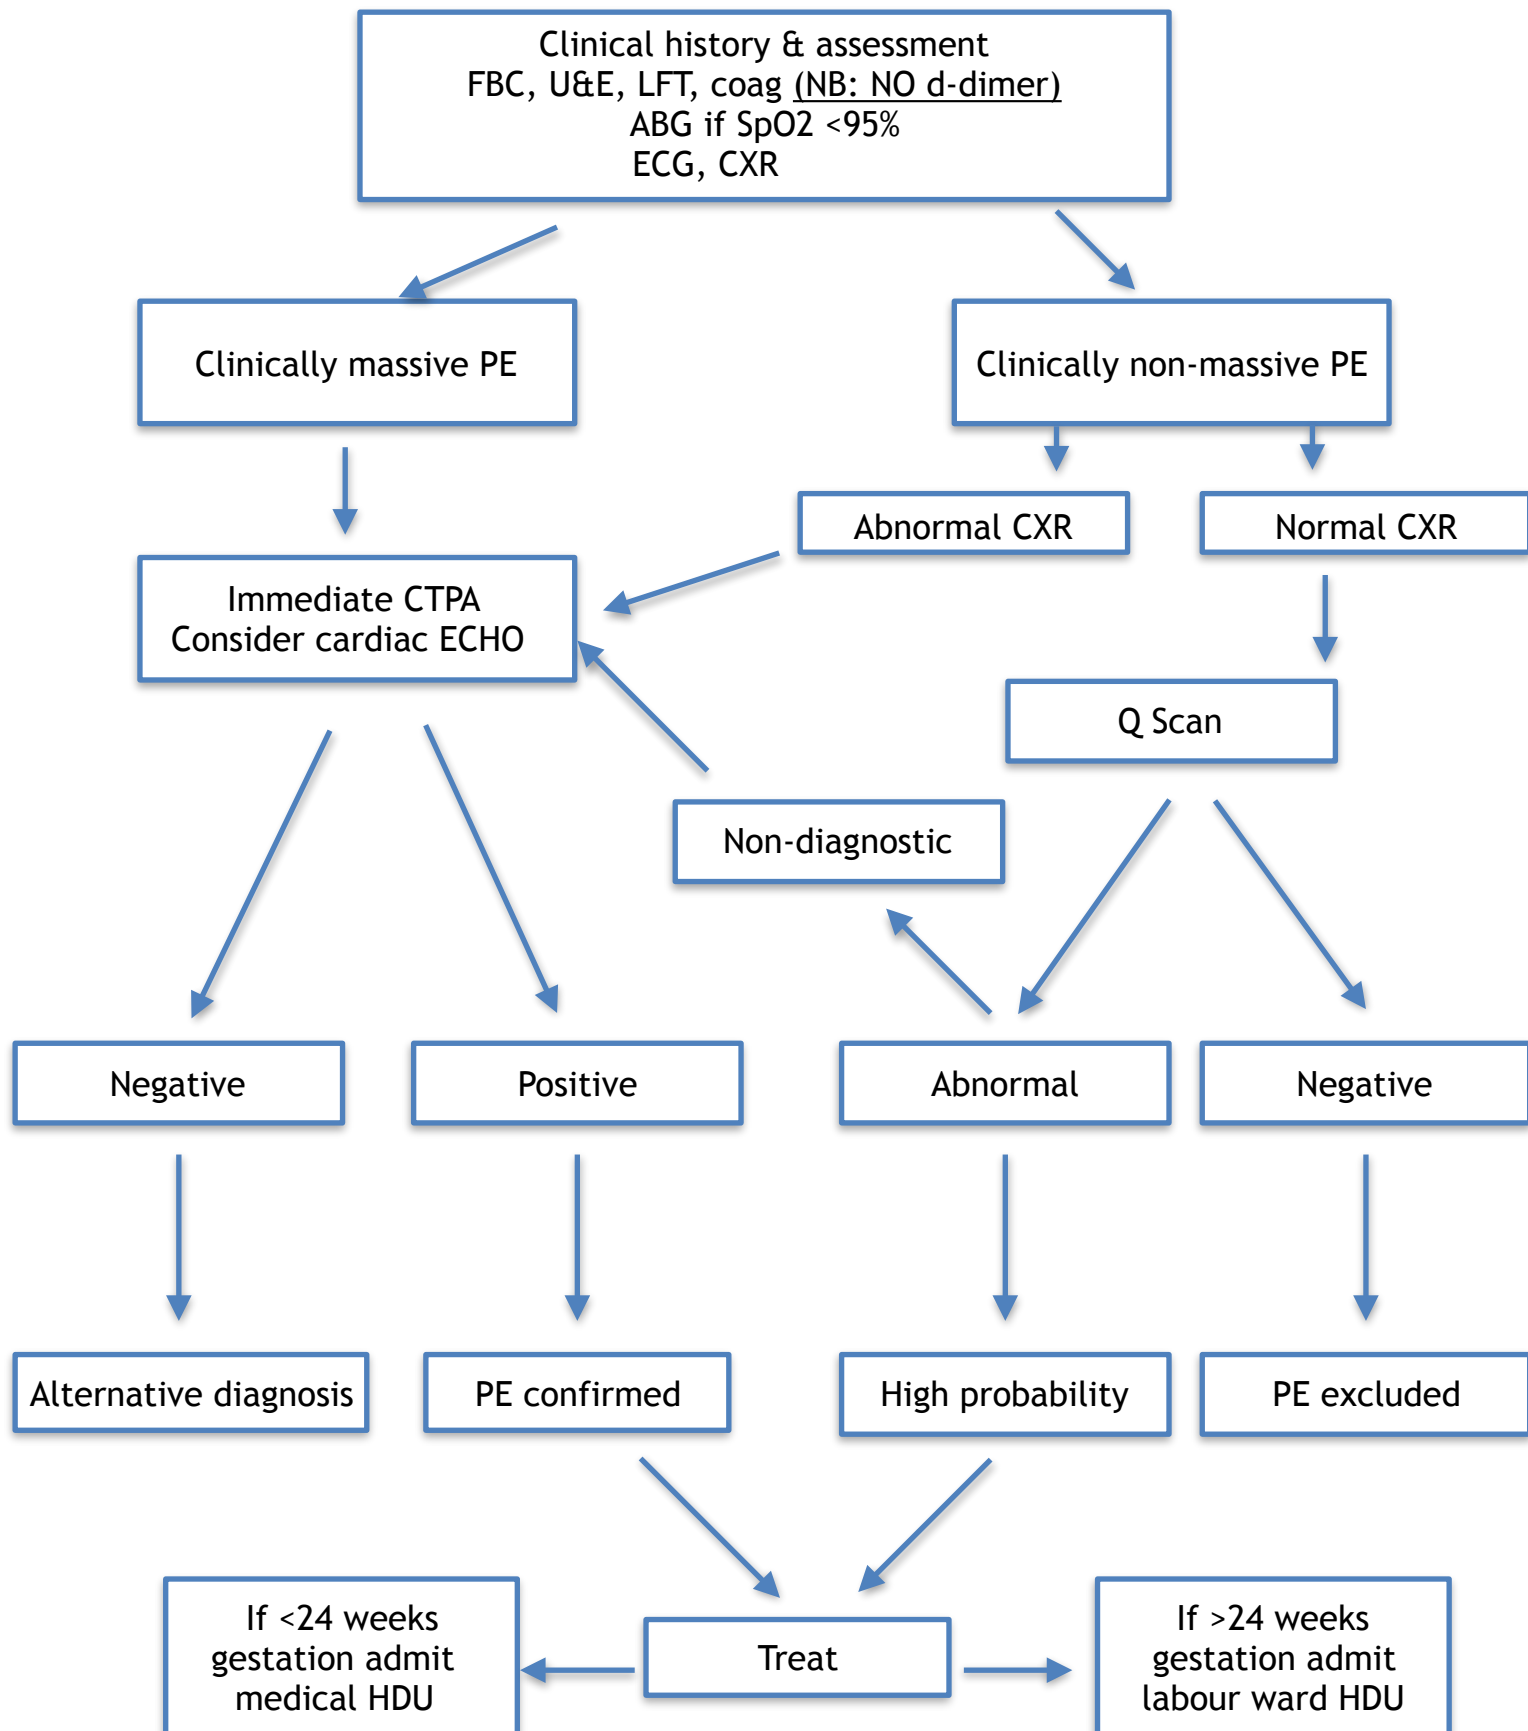 Clinical history & assessment
FBC, U&E, LFT, coag (NB: NO d-dimer)
ABG if SpO2 <95%
ECG, CXR
Clinically massive PE
Clinically non-massive PE
Abnormal CXR
Normal CXR
Immediate CTPA
Consider cardiac ECHO
Q Scan
Non-diagnostic
Negative
Positive
Abnormal
Negative
Alternative diagnosis
PE confirmed
High probability
PE excluded
If <24 weeks
gestation admit
medical HDU
Treat
If >24 weeks
gestation admit
labour ward HDU